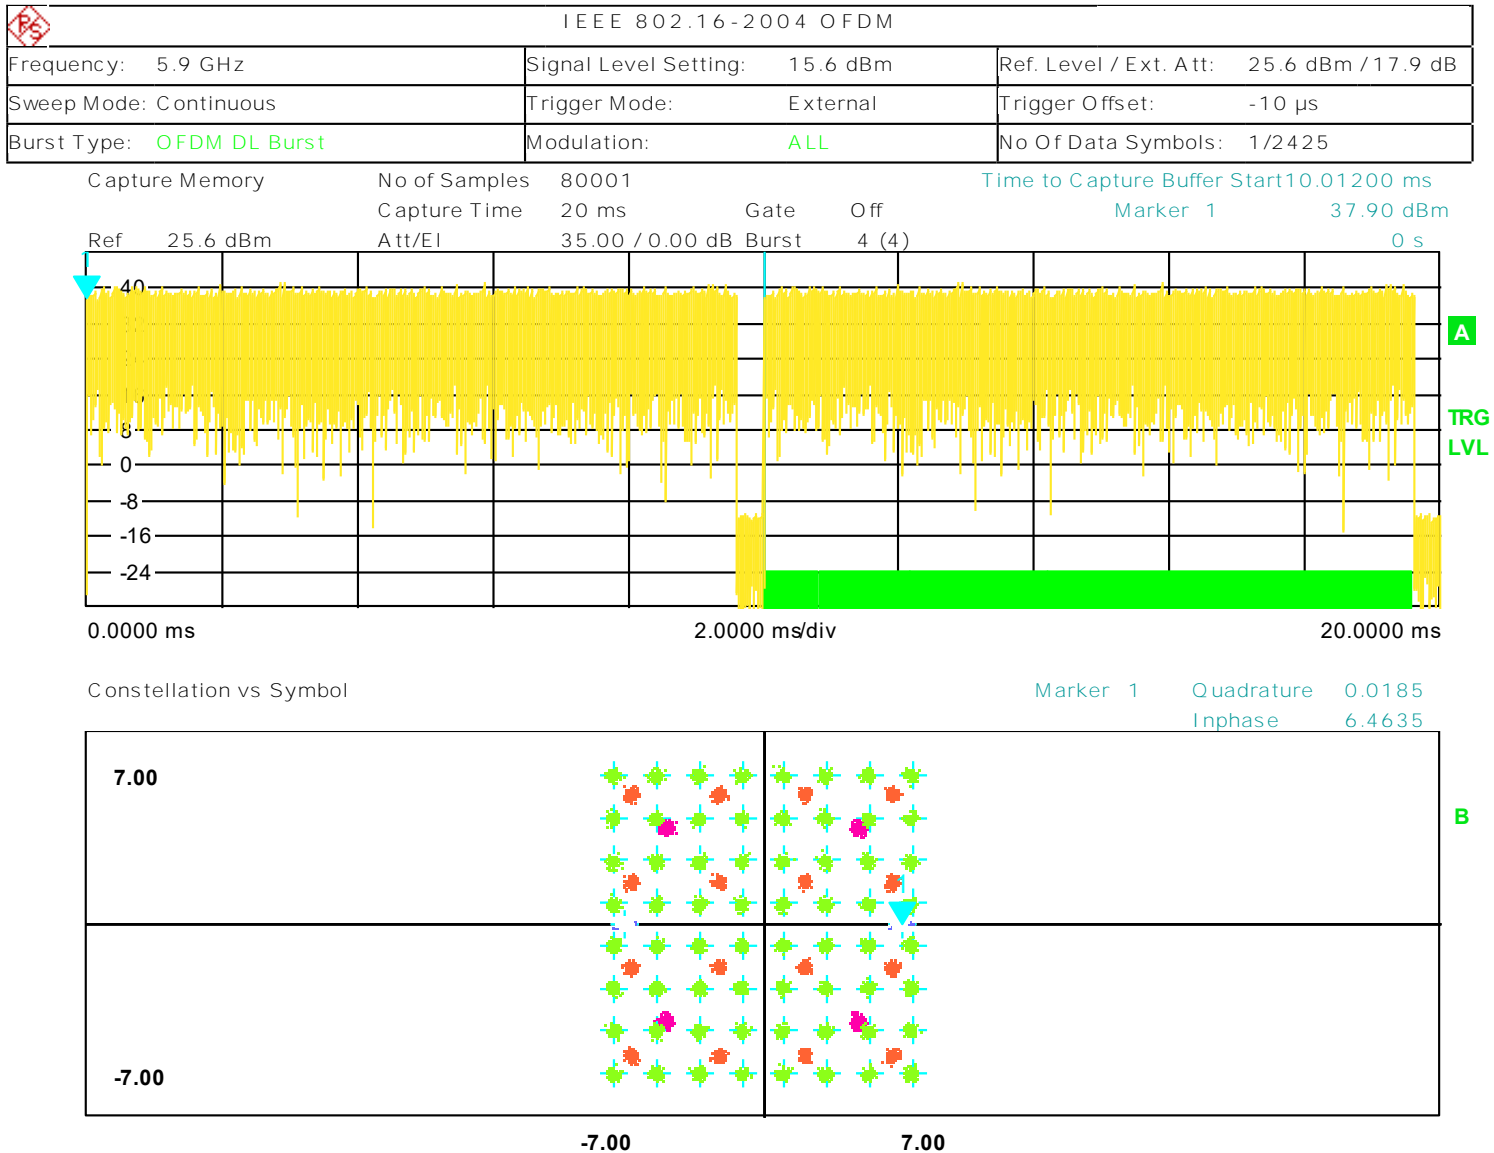 R&S
IEEE 802.16-2004 OFDM
Frequency: 5.9 GHz Signal Level Setting: 15.6 dBm Ref. Level / Ext. Att: 25.6 dBm / 17.9 dB
Sweep Mode: Continuous Trigger Mode: External Trigger Offset: -10 µs
Burst Type: OFDM DL Burst Modulation: ALL No Of Data Symbols: 1/2425
Capture Memory No of Samples 80001 Time to Capture Buffer Start10.01200 ms
Capture Time 20 ms Gate Off Marker 1 37.90 dBm
Ref 25.6 dBm Att/El 35.00 / 0.00 dB Burst 4 (4) 0 s
1
40
A
TRG
8
LVL
0
-8
-16
-24
0.0000 ms 2.0000 ms/div 20.0000 ms
Constellation vs Symbol Marker 1 Quadrature 0.0185
Inphase 6.4635
7.00
B
1
-7.00
-7.00 7.00